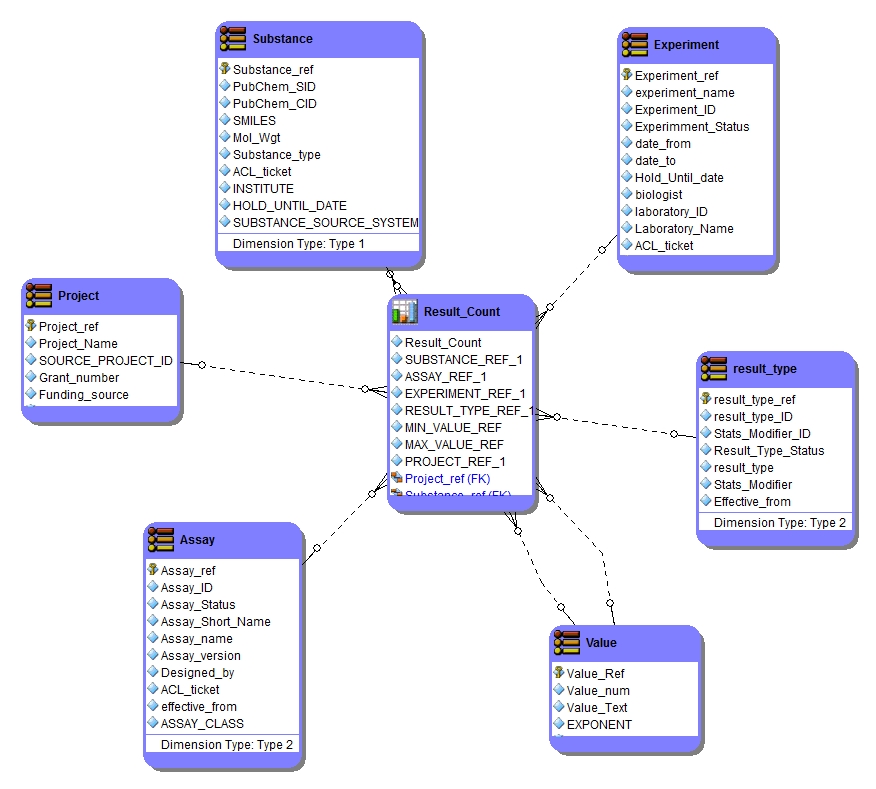 Substance
Substance_ref
PubChem_SID
PubChem_CID
SMILES
Mol_Wgt
Substance_type
ACL_ticket
INSTITUTE
HOLD_UNTIL_DATE
SUBSTANCE_SOURCE_SYSTEM
Dimension Type: Type 1
Experiment
Experiment_ref
experiment_name
Experiment_ID
Experimment_Status
date_from
date_to
Hold_Until_date
biologist
laboratory_ID
Laboratory_Name
ACL_ticket
Project
Project_ref
Project_Name
SOURCE_PROJECT_ID
Grant_number
Funding_source
Result_Count
Result_Count
SUBSTANCE_REF_1
ASSAY_REF_1
EXPERIMENT_REF_1
RESULT_TYPE_REF_1
MIN_VALUE_REF
MAX_VALUE_REF
PROJECT_REF_1
Project_ref (FK)
Substance_ref (FK)
result_type
result_type_ref
result_type_ID
Stats_Modifier_ID
Result_Type_Status
result_type
Stats_Modifier
Effective_from
Dimension Type: Type 2
Assay
Assay_ref
Assay_ID
Assay_Status
Assay_Short_Name
Assay_name
Assay_version
Designed_by
ACL_ticket
effective_from
ASSAY_CLASS
Dimension Type: Type 2
Value
Value_Ref
Value_num
Value_Text
EXPONENT